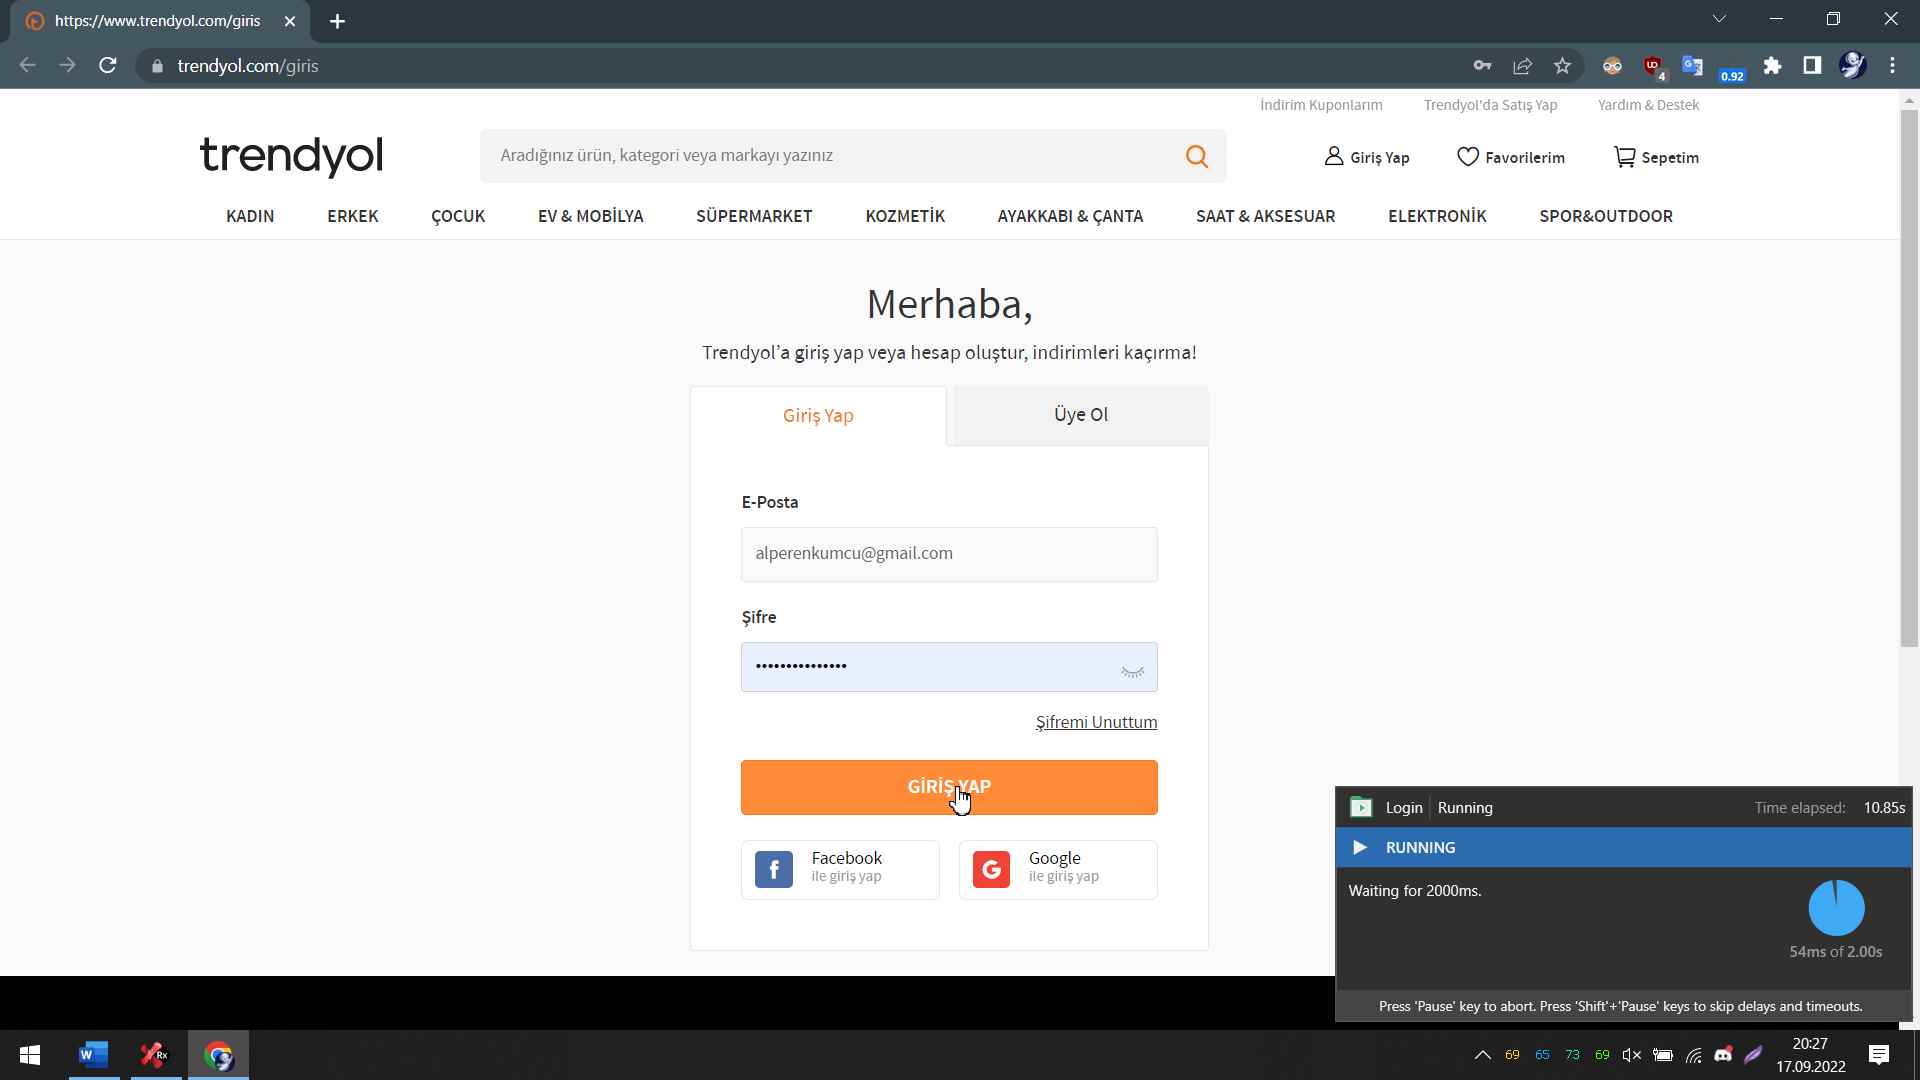 https://www.trendyol.com/giris
trendyol.com/giris
4
0.92
İndirim Kuponlarım
Trendyol'da Satış Yap
Yardım & Destek
trendyol
Aradığınız ürün, kategori veya markayı yazınız
Giriş Yap
Favorilerim
Sepetim
KADIN
ERKEK
ÇOCUK
EV & MOBİLYA
SÜPERMARKET
KOZMETİK
AYAKKABI & ÇANTA
SAAT & AKSESUAR
ELEKTRONİK
SPOR&OUTDOOR
Merhaba,
Trendyol’a giriş yap veya hesap oluştur, indirimleri kaçırma!
Giriş Yap
Üye Ol
E-Posta
alperenkumcu@gmail.com
Şifre
•••••••••••••••
Şifremi Unuttum
GİRİŞ YAP
Facebook
ile giriş yap
Google
ile giriş yap
Login
Running
Time elapsed:
10.85s
RUNNING
Waiting for 2000ms.
54ms of 2.00s
Press 'Pause' key to abort. Press 'Shift'+'Pause' keys to skip delays and timeouts.
69
65
73
69
20:27
17.09.2022